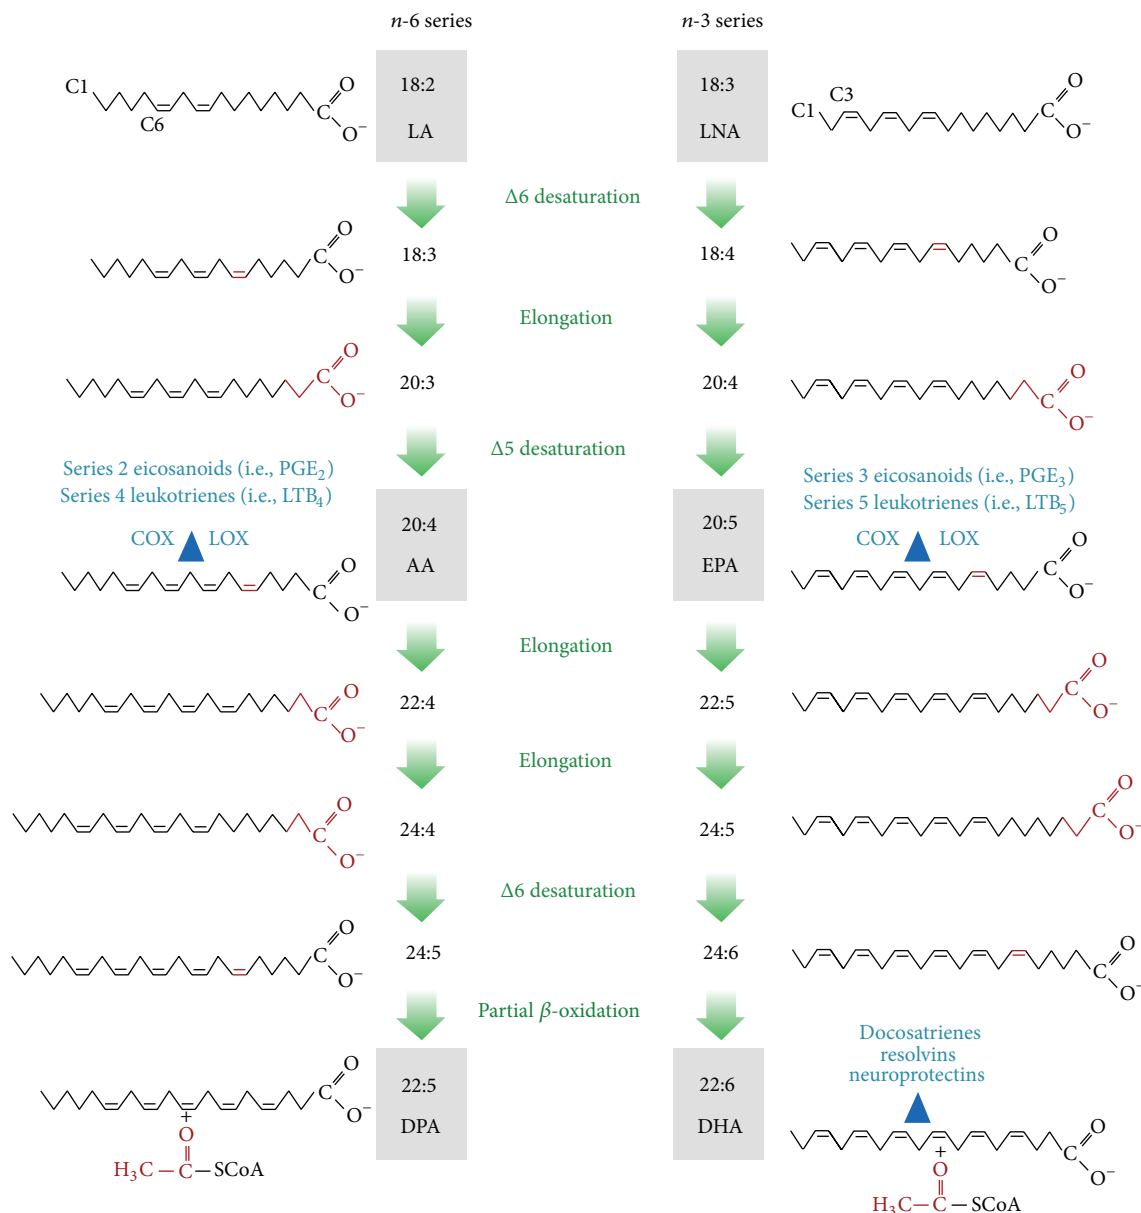 n-6 series
n-3 series
C1
C6
C
O
O−
18:2
LA
18:3
LNA
C1
C3
C
O
O−
Δ6 desaturation
C
O
O−
18:3
18:4
C
O
O−
Elongation
C
O
O−
20:3
20:4
C
O
O−
Δ5 desaturation
Series 2 eicosanoids (i.e., PGE2)
Series 4 leukotrienes (i.e., LTB4)
COX LOX
C
O
O−
20:4
AA
20:5
EPA
Series 3 eicosanoids (i.e., PGE3)
Series 5 leukotrienes (i.e., LTB5)
COX LOX
C
O
O−
Elongation
C
O
O−
22:4
22:5
C
O
O−
Elongation
C
O
O−
24:4
24:5
C
O
O−
Δ6 desaturation
C
O
O−
24:5
24:6
C
O
O−
Partial β-oxidation
C
O
O−
+
O
H3C–C–SCoA
22:5
DPA
22:6
DHA
Docosatrienes
resolvins
neuroprotectins
C
O
O−
+
O
H3C–C–SCoA